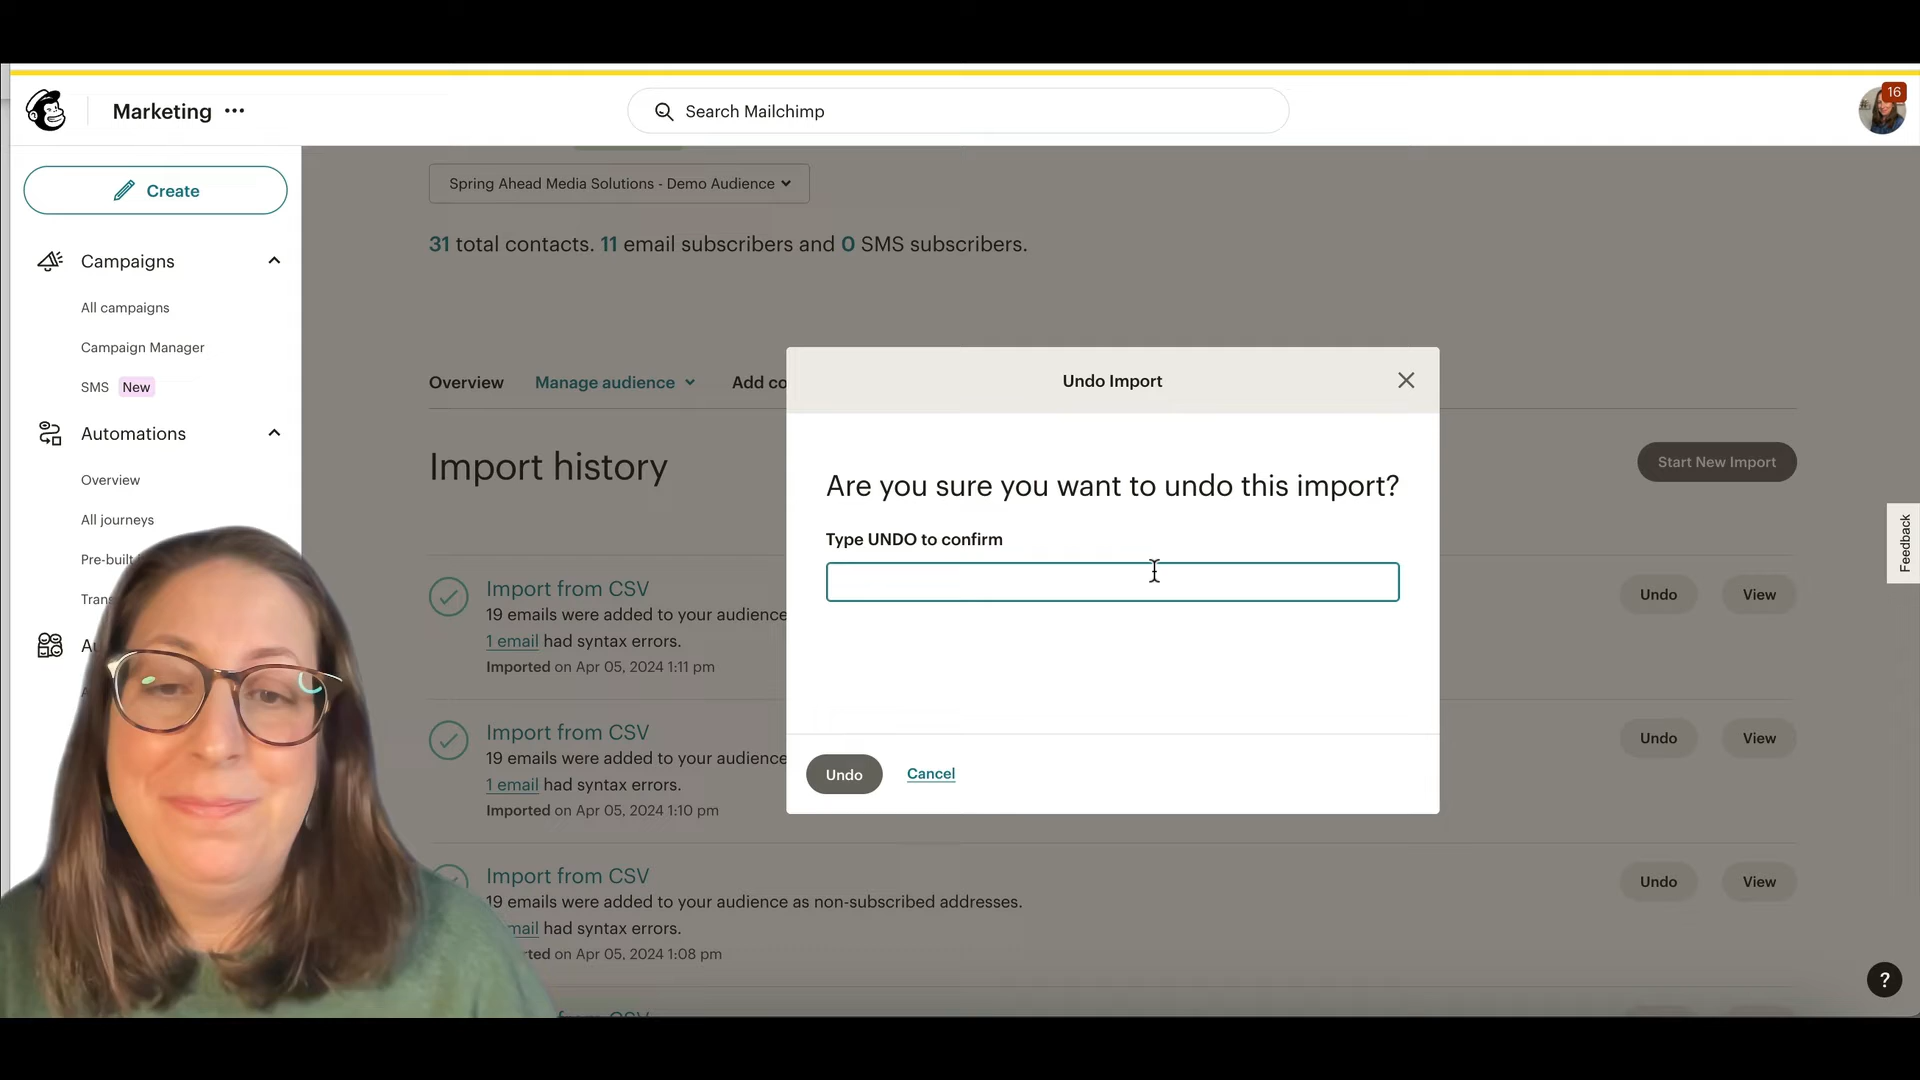 Marketing
Search Mailchimp
16
Create
Campaigns
All campaigns
Campaign Manager
SMS New
Automations
Overview
All journeys
Spring Ahead Media Solutions - Demo Audience
31 total contacts. 11 email subscribers and 0 SMS subscribers.
Overview
Manage audience
Add co
Import history
Start New Import
Import from CSV
19 emails were added to your audience
1 email had syntax errors.
Imported on Apr 05, 2024 1:11 pm
Undo
View
Import from CSV
19 emails were added to your audience
1 email had syntax errors.
Imported on Apr 05, 2024 1:10 pm
Undo
View
Import from CSV
19 emails were added to your audience as non-subscribed addresses.
mail had syntax errors.
on Apr 05, 2024 1:08 pm
Undo
View
Undo Import
Are you sure you want to undo this import?
Type UNDO to confirm
Undo
Cancel
Feedback
?